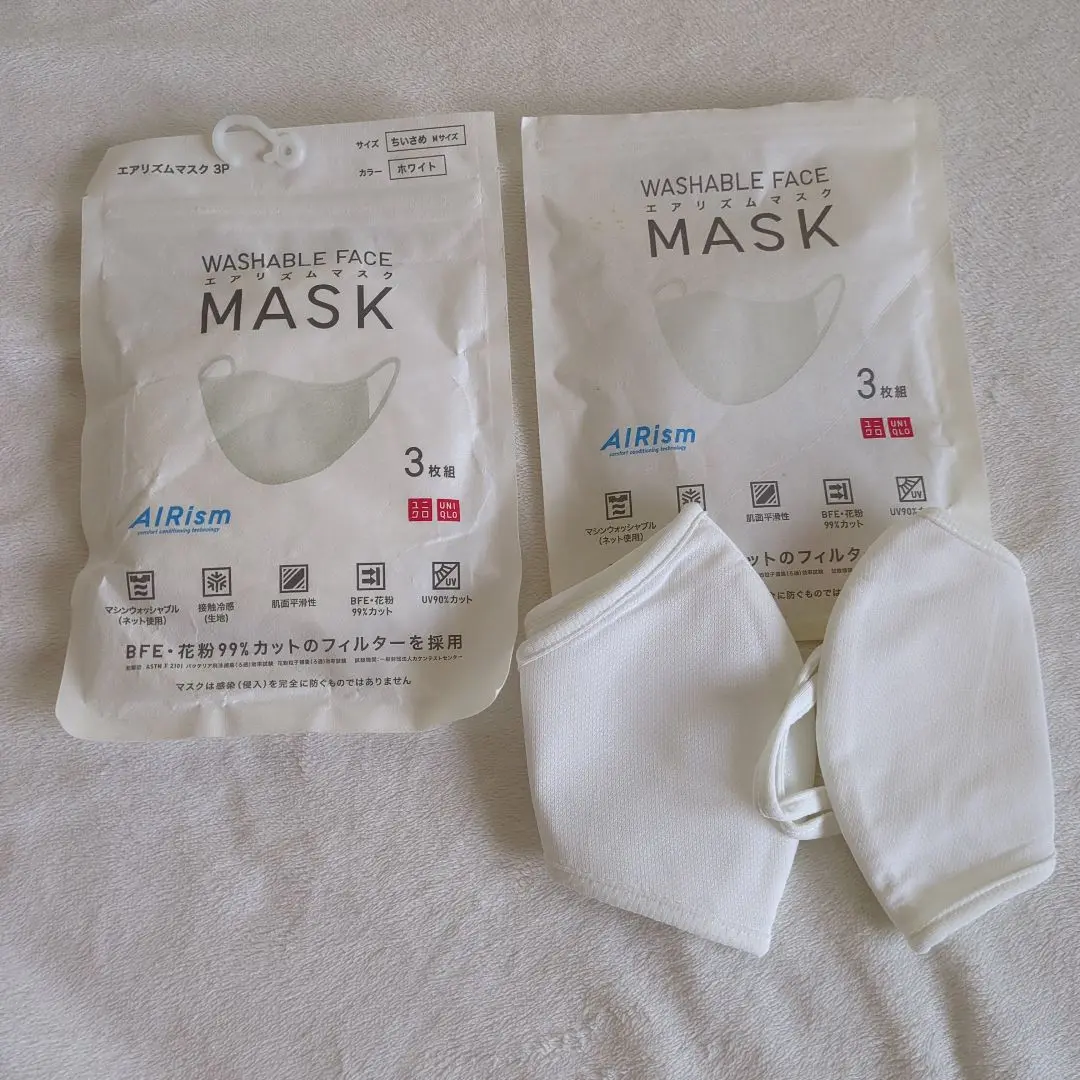 エアリズムマスク 3P
サイズ ちいさめ Mサイズ
カラー ホワイト
WASHABLE FACE
エアリズムマスク
MASK
3枚組
AIRism
comfort conditioning technology
ユニクロ UNIQLO
マシンウォッシャブル
(ネット使用)
接触冷感
(生地)
肌面平滑性
BFE・花粉
99%カット
UV
UV90%カット
BFE・花粉99%カットのフィルターを採用
マスクは感染(侵入)を完全に防ぐものではありません
WASHABLE FACE
エアリズムマスク
MASK
3枚組
AIRism
comfort conditioning technology
ユニクロ UNIQLO
マシンウォッシャブル
(ネット使用)
肌面平滑性
BFE・花粉
99%カット
UV
UV90%カット
ットのフィルタ
に防ぐものでは